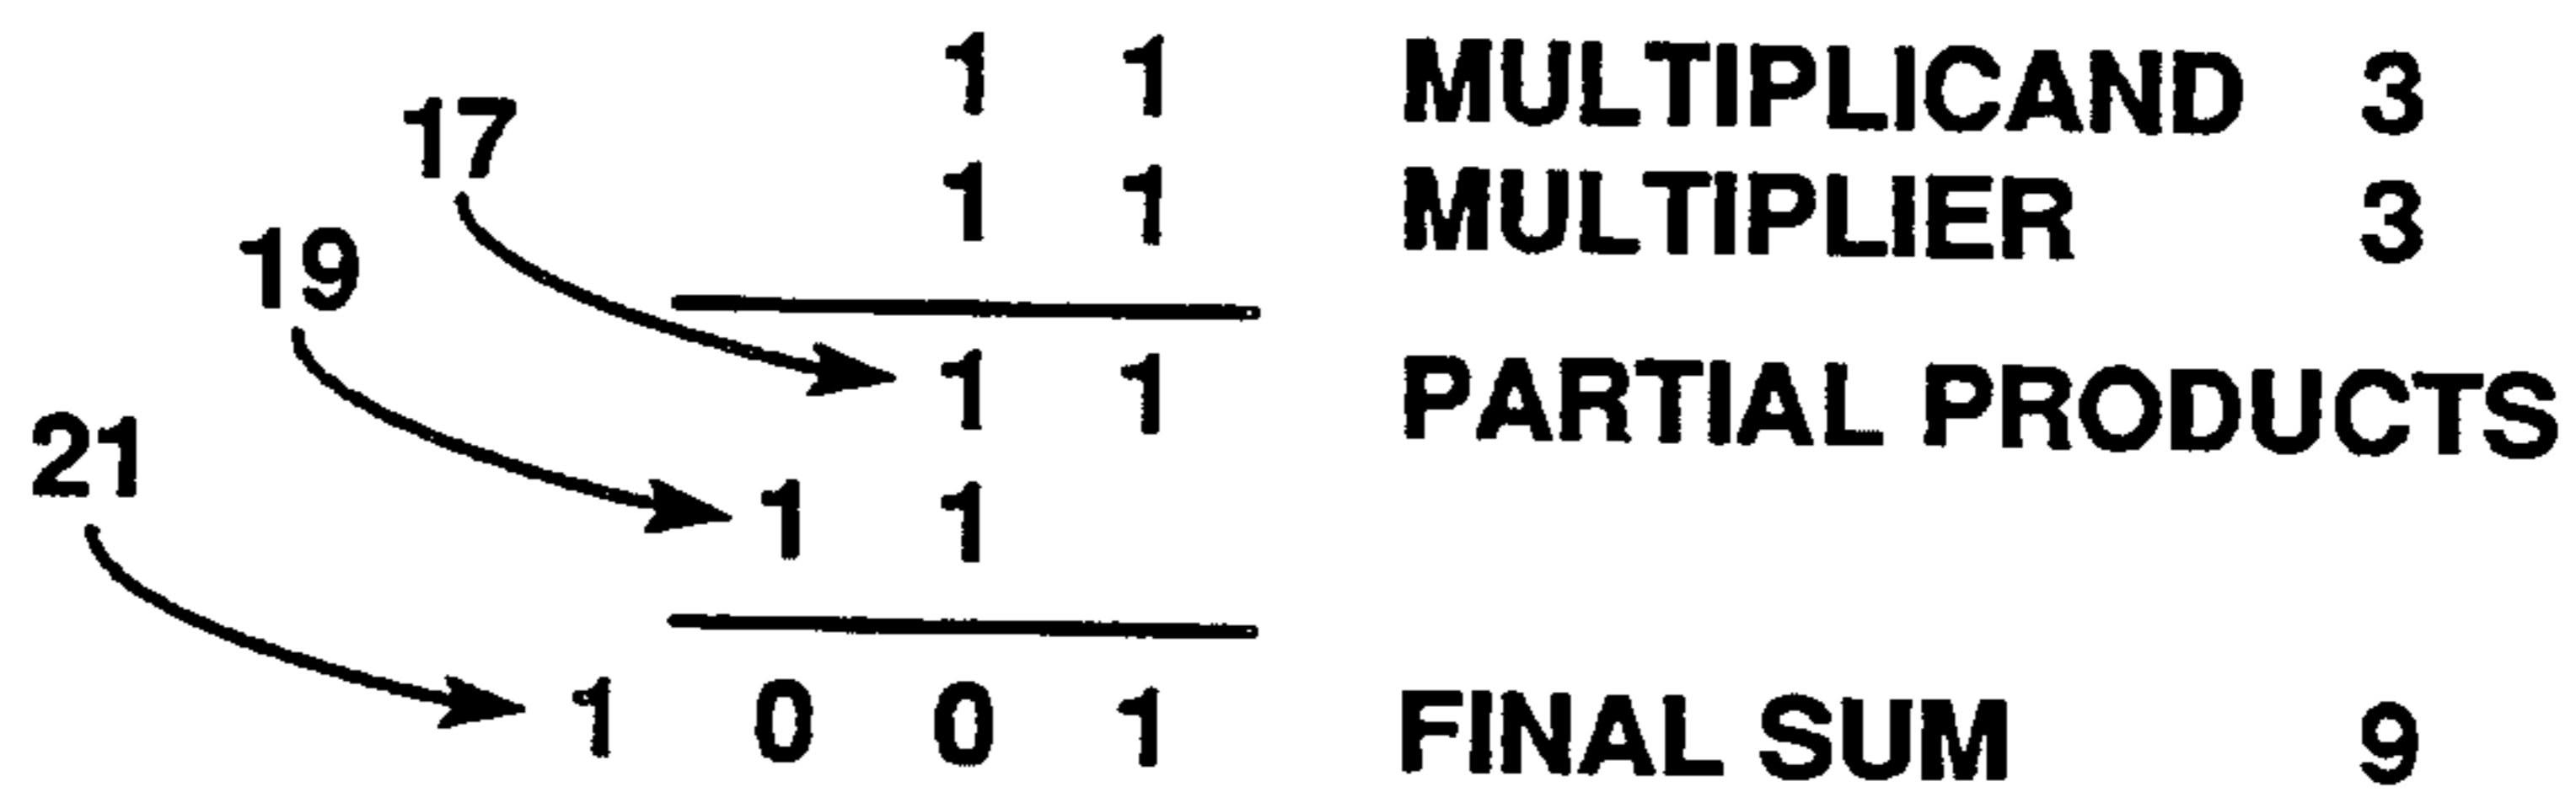 1 1 MULTIPLICAND 3
17
1 1 MULTIPLIER 3
19
1 1 PARTIAL PRODUCTS
21
1 1
1 0 0 1 FINAL SUM 9